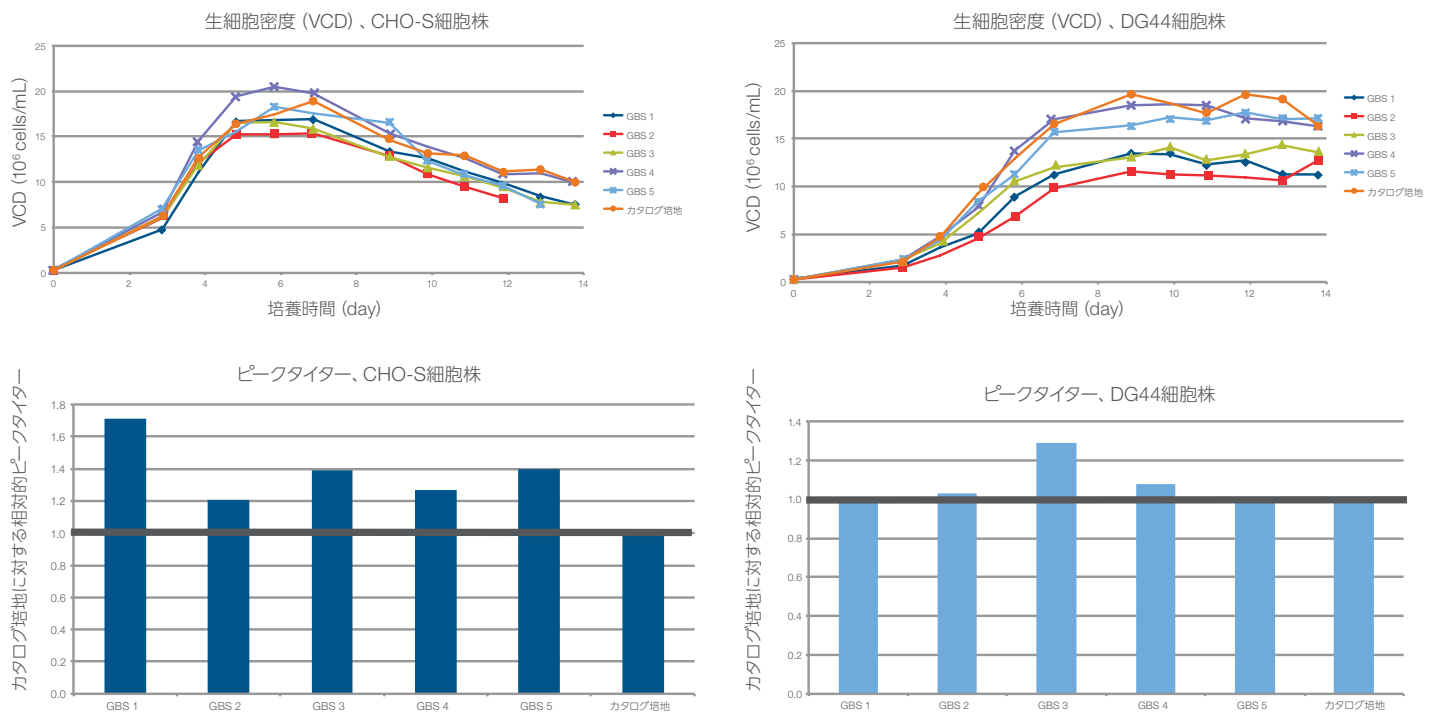 生細胞密度 (VCD) 、CHO-S細胞株
VCD (10⁶ cells/mL)
25
20
15
10
5
0
0 2 4 6 8 10 12 14
培養時間 (day)
GBS 1
GBS 2
GBS 3
GBS 4
GBS 5
カタログ培地
生細胞密度 (VCD) 、DG44細胞株
VCD (10⁶ cells/mL)
25
20
15
10
5
0
0 2 4 6 8 10 12 14
培養時間 (day)
GBS 1
GBS 2
GBS 3
GBS 4
GBS 5
カタログ培地
ピークタイター、CHO-S細胞株
カタログ培地に対する相対的ピークタイター
1.8
1.6
1.4
1.2
1.0
0.8
0.6
0.4
0.2
0.0
GBS 1 GBS 2 GBS 3 GBS 4 GBS 5 カタログ培地
ピークタイター、DG44細胞株
カタログ培地に対する相対的ピークタイター
1.4
1.2
1.0
0.8
0.6
0.4
0.2
0.0
GBS 1 GBS 2 GBS 3 GBS 4 GBS 5 カタログ培地